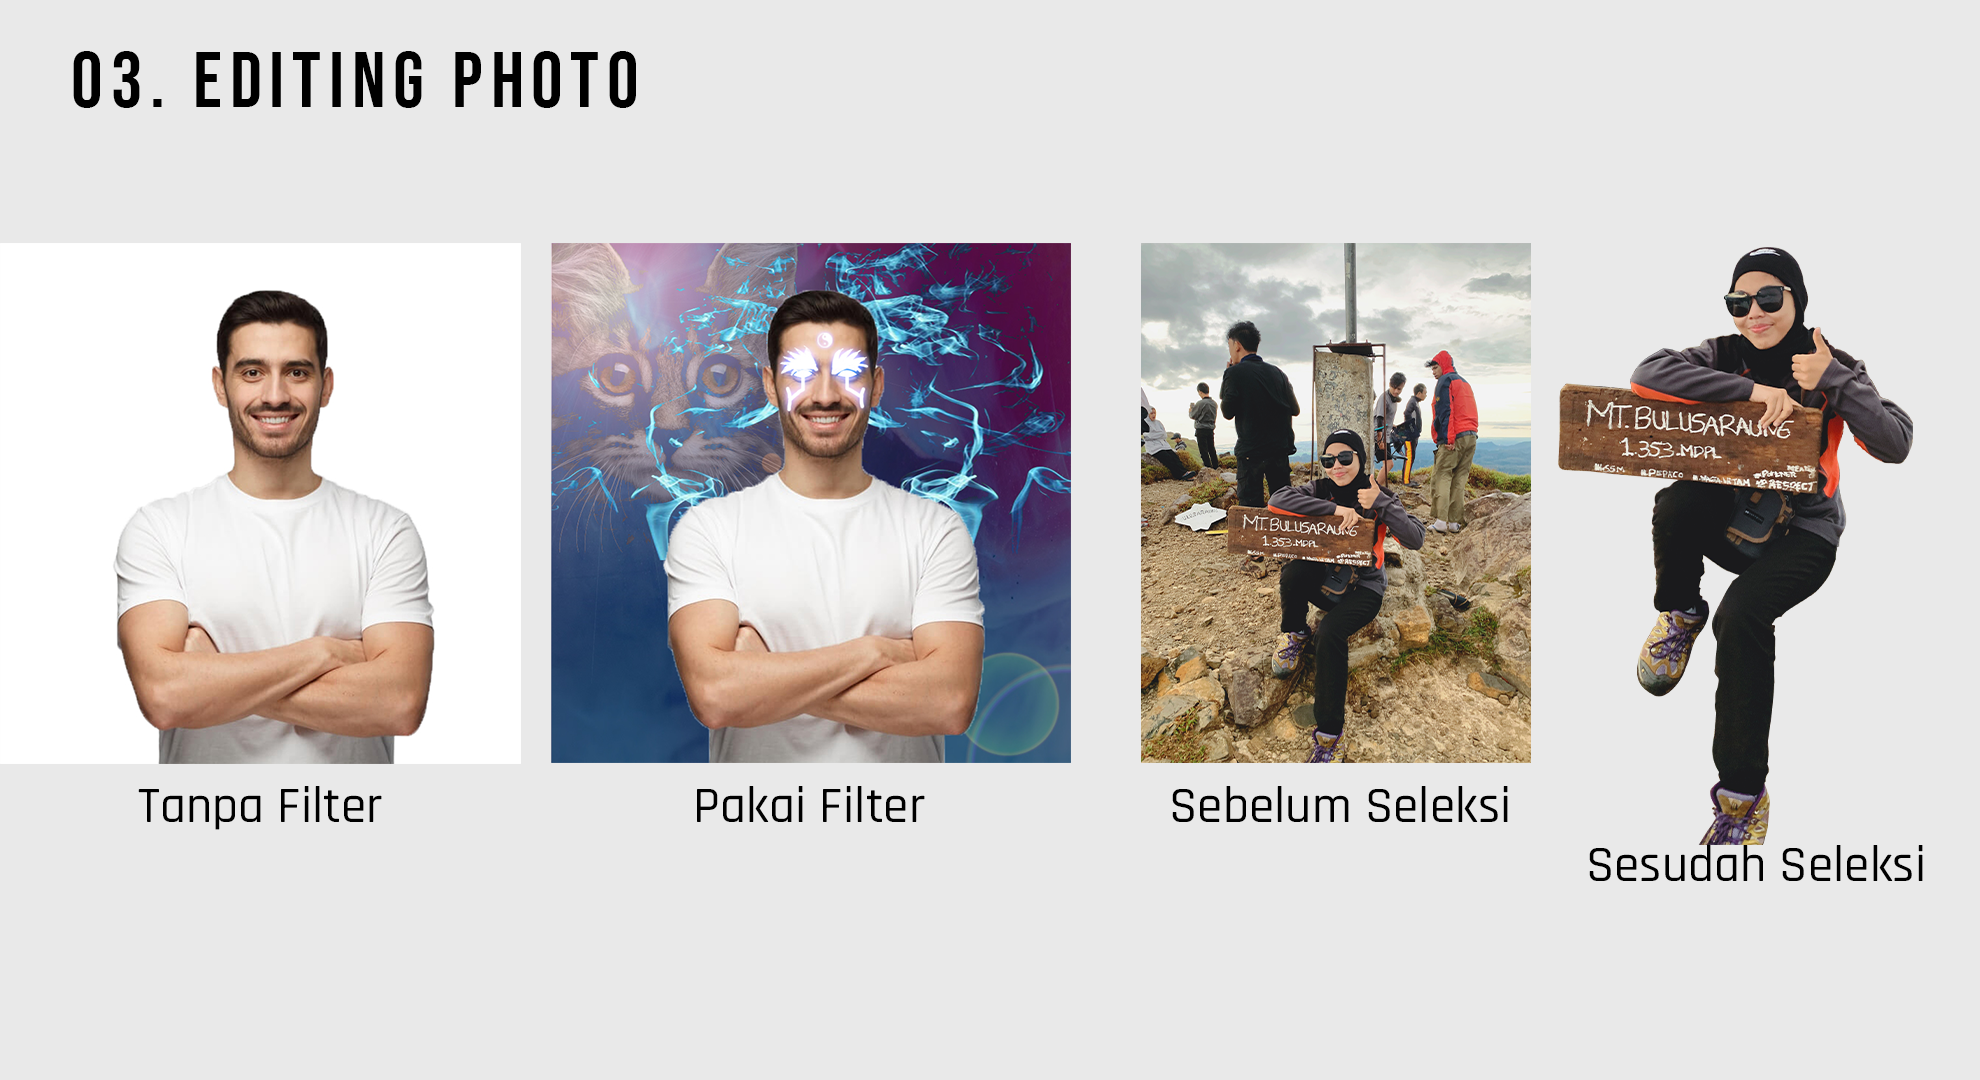 03. EDITING PHOTO
MT. BULUSARAUNG
1.353.MDPL
MT. BULUSARAUNG
1.353.MDPL
#RESPECT
Tanpa Filter
Pakai Filter
Sebelum Seleksi
Sesudah Seleksi